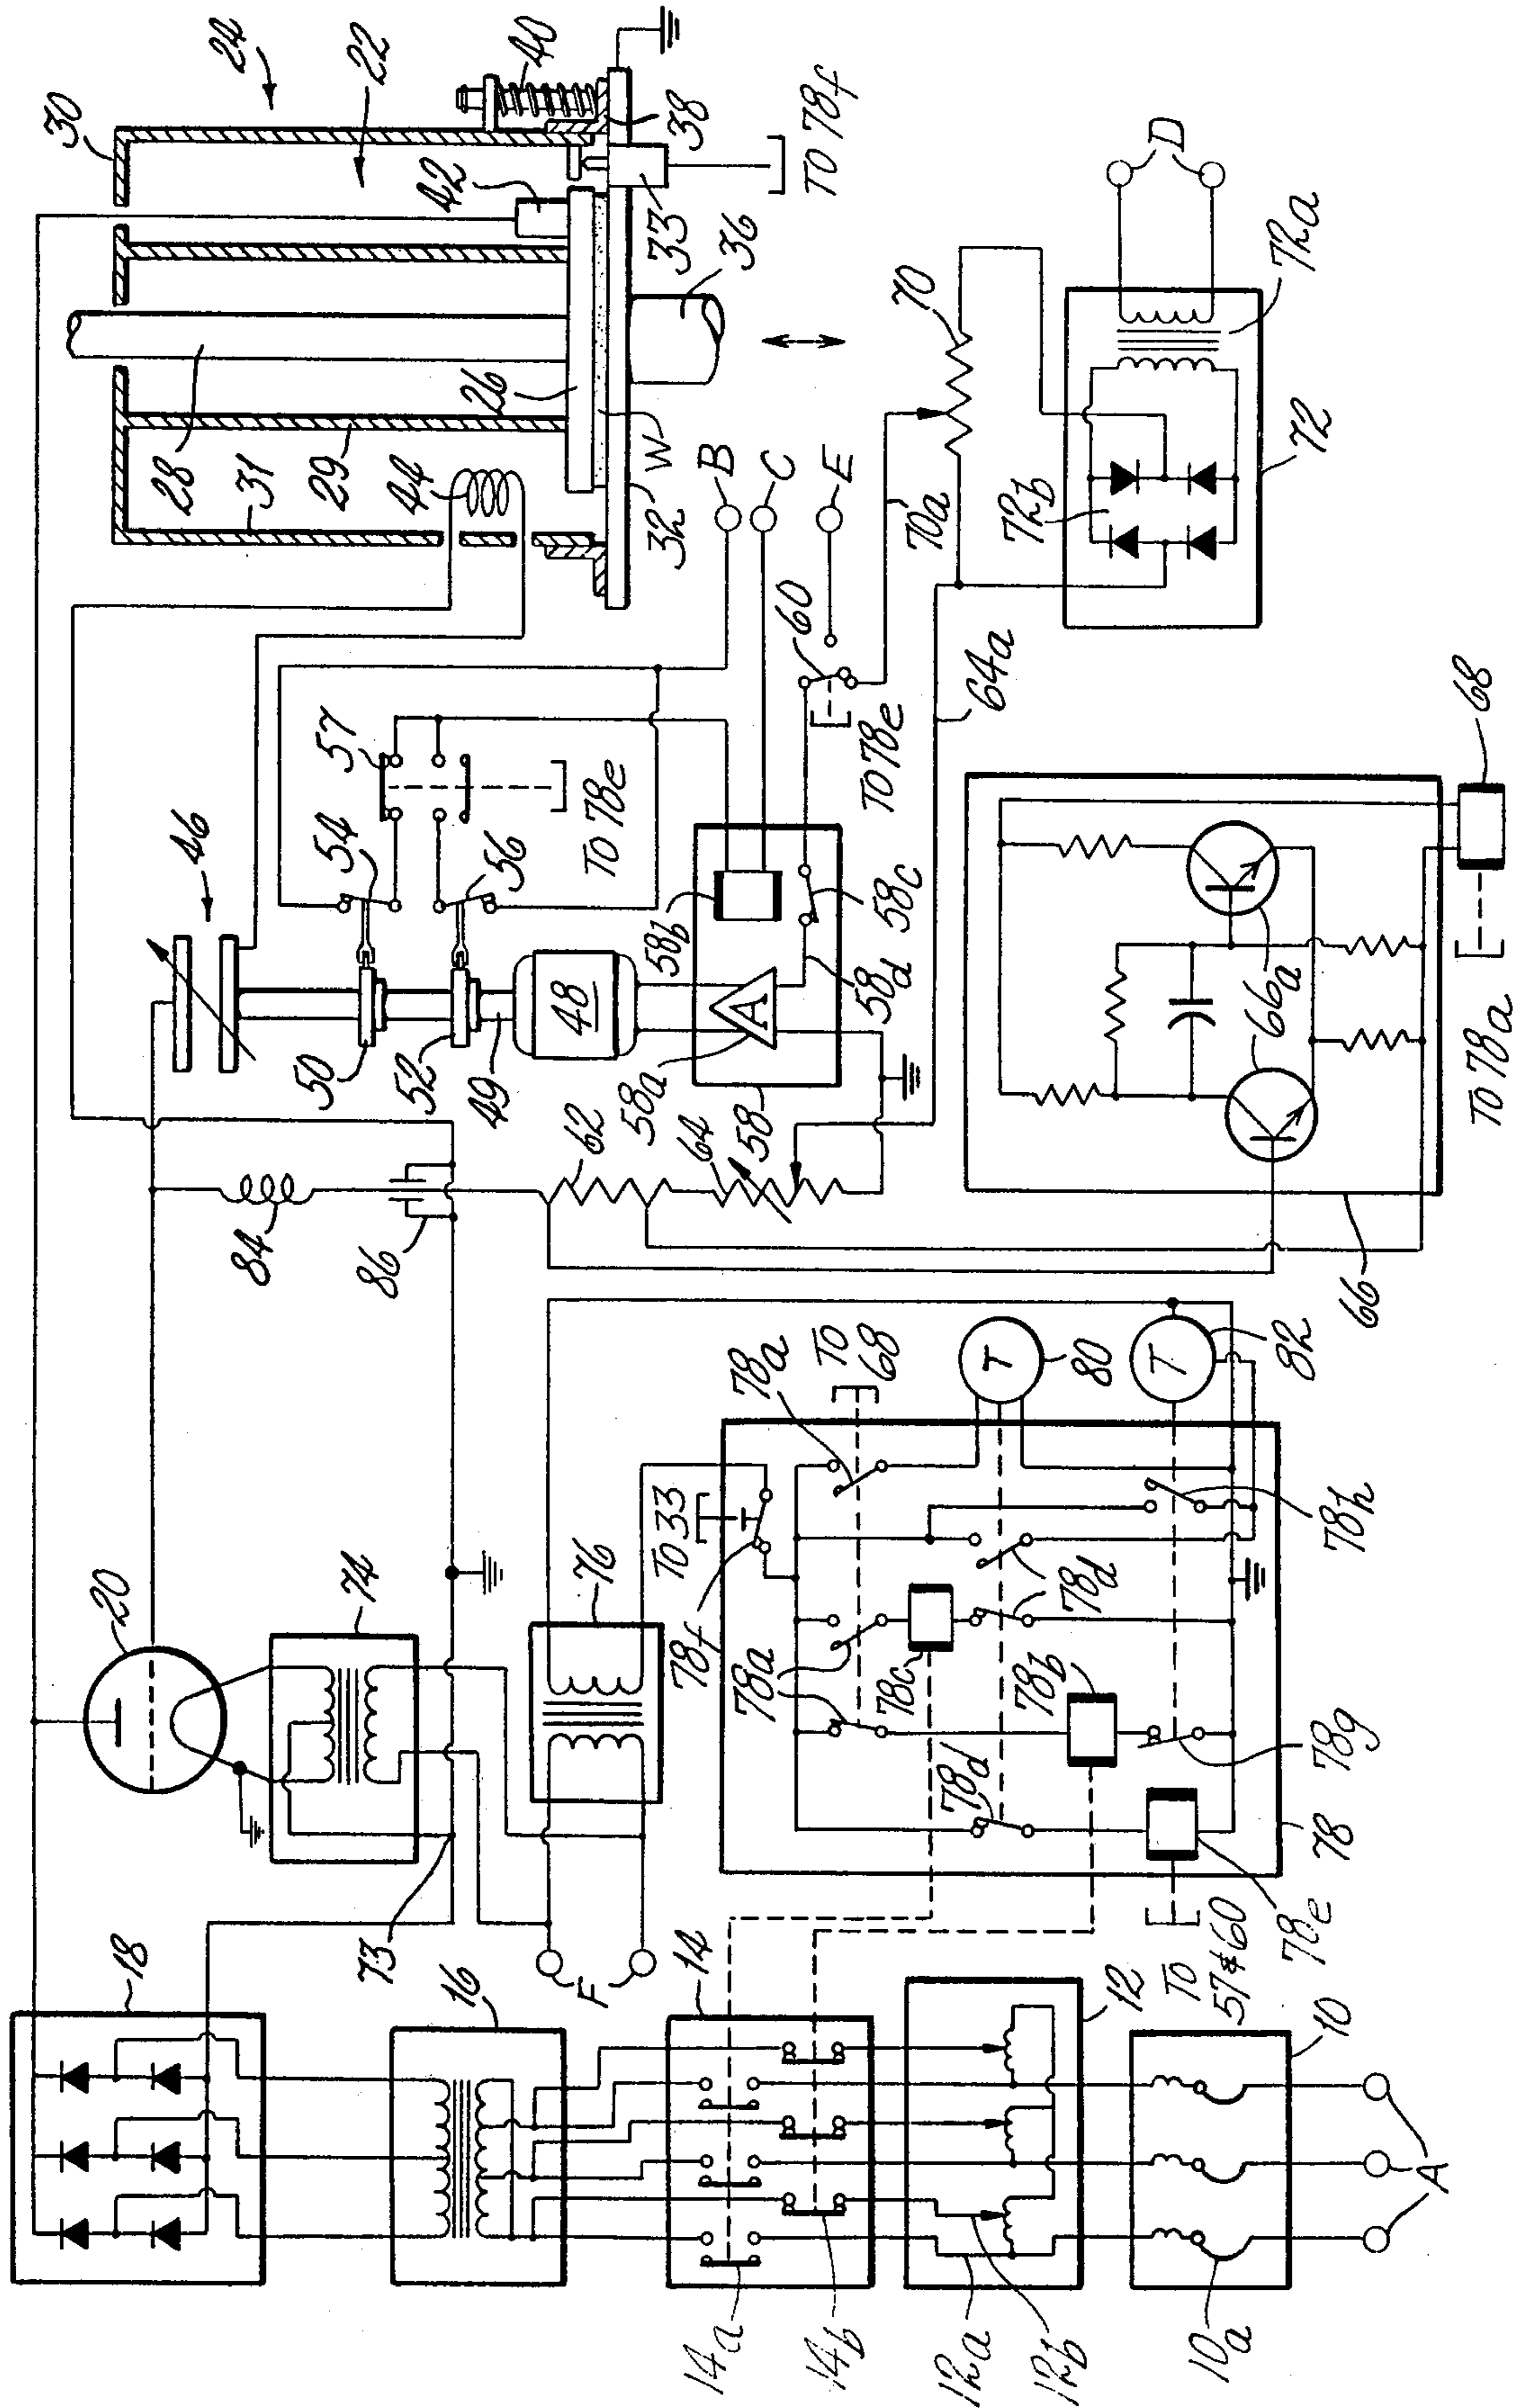 24
30
22
40
42
38
33
TO 78f
36
28
26
29
W
31
44
32
B
C
E
D
70
70a
72a
72b
72
60
TO 78e
64a
46
57
54
56
TO 78e
50
52
49
48
58b
58c
58d
A
58a
58
62
64
84
86
66a
66
68
TO 78a
20
74
73
76
F
TO 33
78f
78a
TO
68
78a
80
T
82
T
78h
78d
78c
78b
78d
78g
78e
78
TO
57 & 60
18
16
14
14a
14b
12
12a
12b
10
10a
A